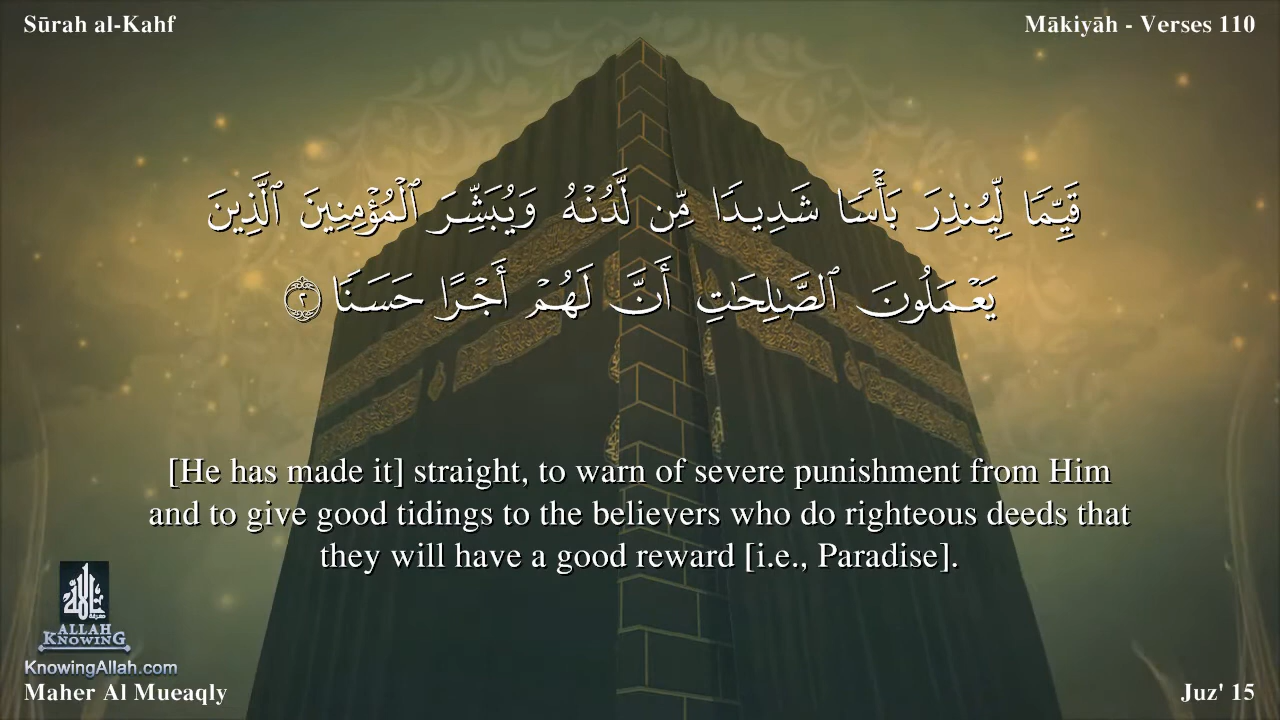 Sūrah al-Kahf
Mākiyāh - Verses 110
قَيِّمًا لِّيُنذِرَ بَأْسًا شَدِيدًا مِّن لَّدُنْهُ وَيُبَشِّرَ ٱلْمُؤْمِنِينَ ٱلَّذِينَ
يَعْمَلُونَ ٱلصَّـٰلِحَـٰتِ أَنَّ لَهُمْ أَجْرًا حَسَنًا ٢
[He has made it] straight, to warn of severe punishment from Him
and to give good tidings to the believers who do righteous deeds that
they will have a good reward [i.e., Paradise].
ALLAH
KNOWING
KnowingAllah.com
Maher Al Mueaqly
Juz' 15